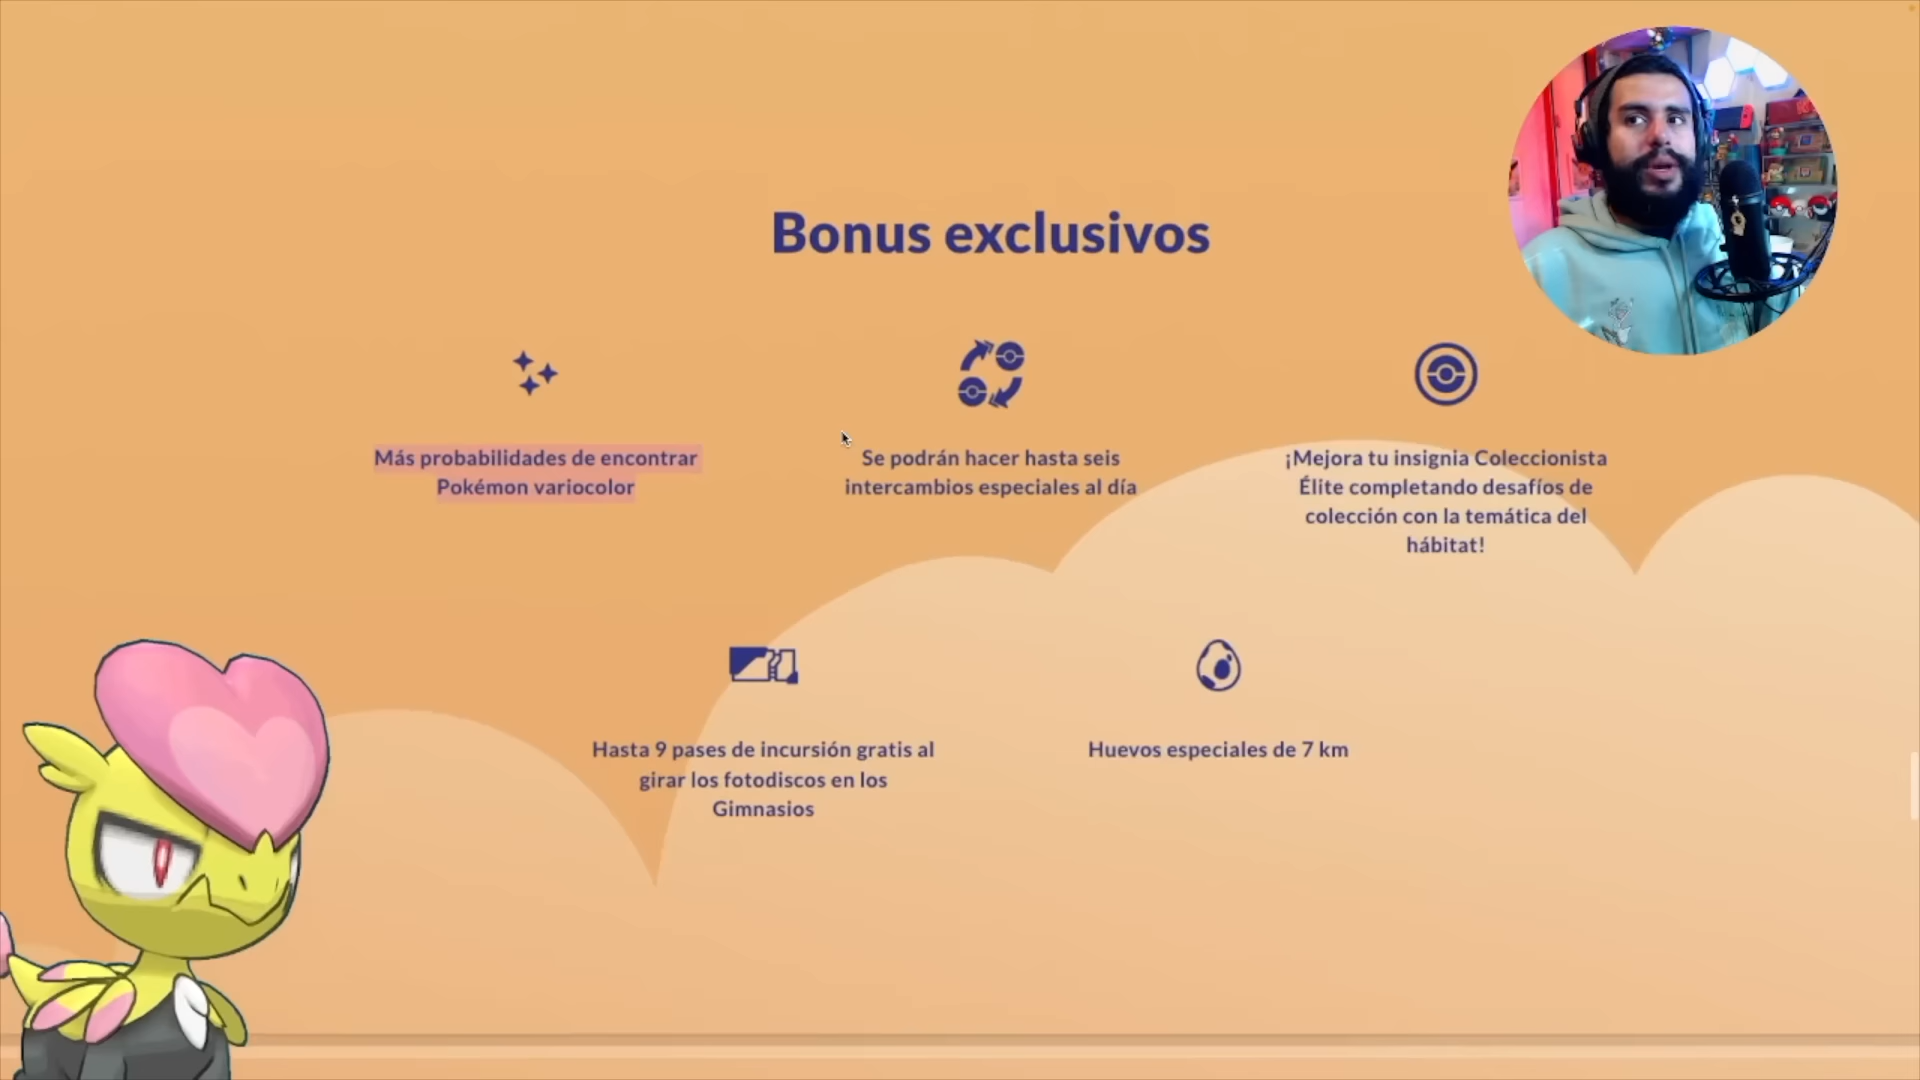 Bonus exclusivos
Más probabilidades de encontrar
Pokémon variocolor
Se podrán hacer hasta seis
intercambios especiales al día
¡Mejora tu insignia Coleccionista
Élite completando desafíos de
colección con la temática del
hábitat!
Hasta 9 pases de incursión gratis al
girar los fotodiscos en los
Gimnasios
Huevos especiales de 7 km